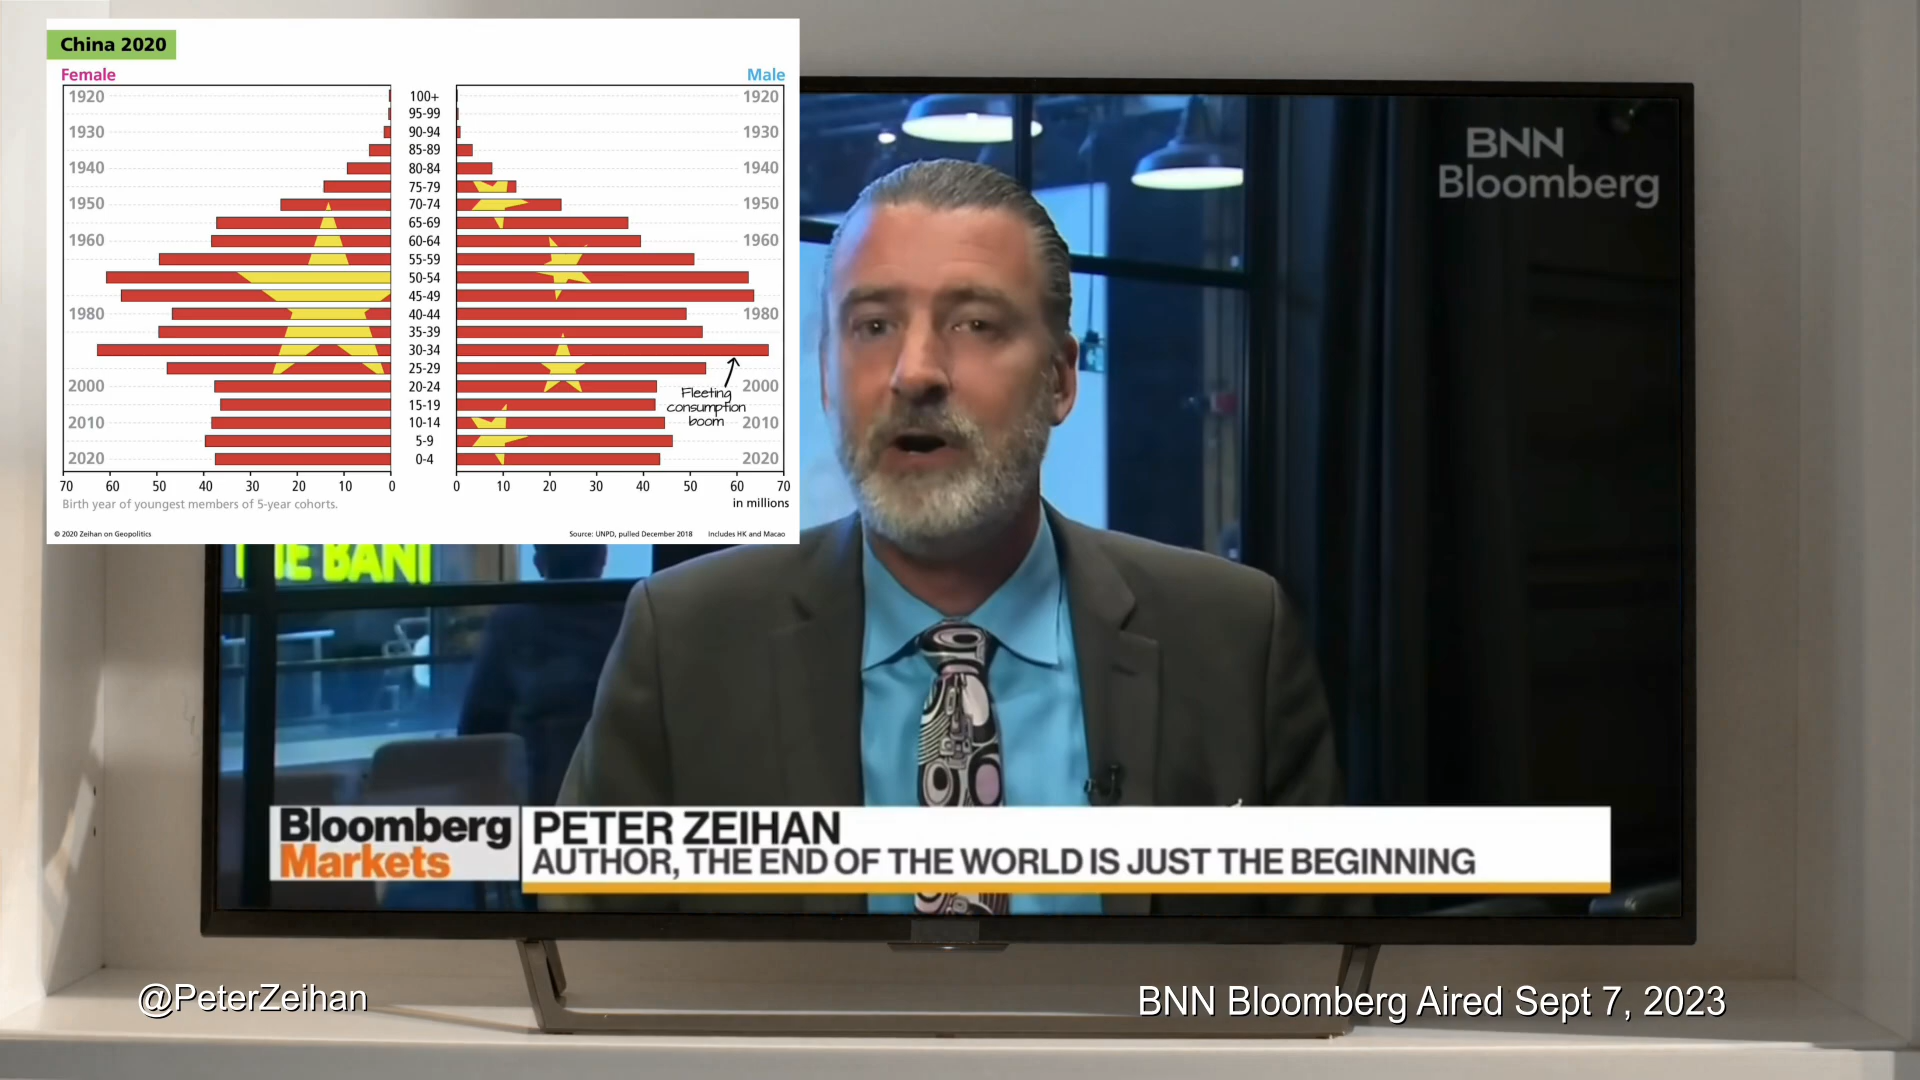 China 2020
Female
Male
1920 100+ 1920
95-99
1930 90-94 1930
85-89
1940 80-84 1940
75-79
1950 70-74 1950
65-69
1960 60-64 1960
55-59
50-54
45-49
1980 40-44 1980
35-39
30-34
25-29
2000 20-24 2000
Fleeting
15-19
consumption
2010 10-14 2010
boom
5-9
2020 0-4 2020
70 60 50 40 30 20 10 0 0 10 20 30 40 50 60 70
Birth year of youngest members of 5-year cohorts.
in millions
© 2020 Zeihan on Geopolitics
Source: UNPD, pulled December 2018
Includes HK and Macao
BNN
Bloomberg
Bloomberg
Markets
PETER ZEIHAN
AUTHOR, THE END OF THE WORLD IS JUST THE BEGINNING
@PeterZeihan
BNN Bloomberg Aired Sept 7, 2023